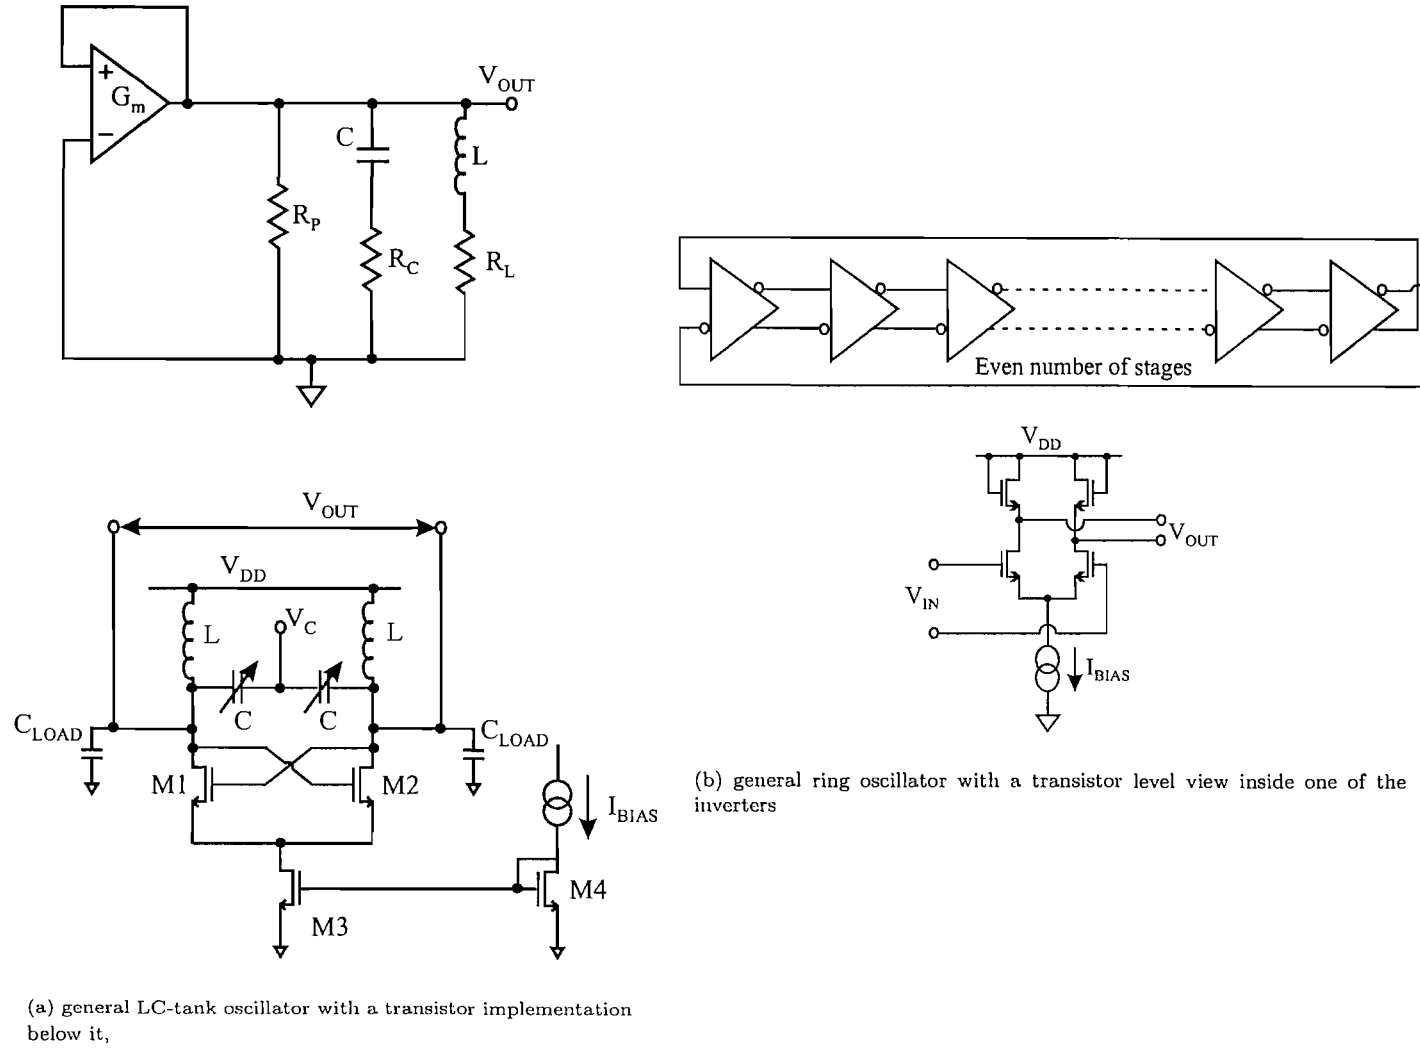 +
G_m
−
V_OUT
C
L
R_P
R_C
R_L
Even number of stages
V_OUT
V_DD
V_C
L
L
C
C
C_LOAD
C_LOAD
M1
M2
I_BIAS
M4
M3
(a) general LC-tank oscillator with a transistor implementation
below it,
V_DD
V_OUT
V_IN
I_BIAS
(b) general ring oscillator with a transistor level view inside one of the
inverters